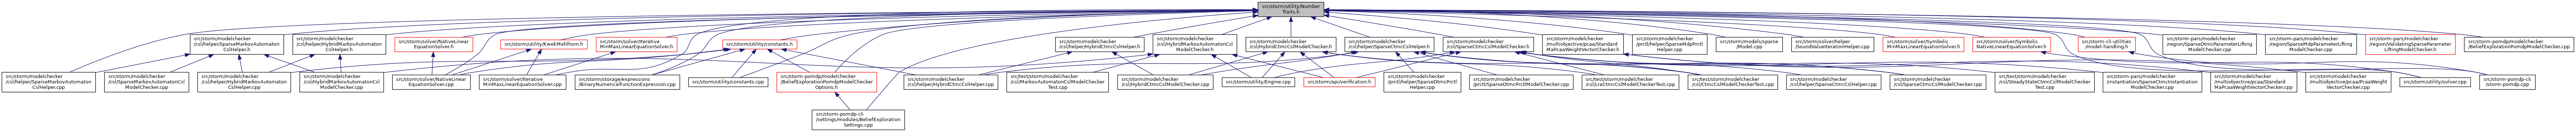 src/storm/utility/Number
Traits.h
src/storm/modelchecker
/csl/helper/SparseMarkovAutomaton
CslHelper.h
src/storm/modelchecker
/csl/helper/HybridMarkovAutomaton
CslHelper.h
src/storm/solver/NativeLinear
EquationSolver.h
src/storm/utility/KwekMehlhorn.h
src/storm/solver/Iterative
MinMaxLinearEquationSolver.h
src/storm/utility/constants.h
src/storm/modelchecker
/csl/helper/HybridCtmcCslHelper.h
src/storm/modelchecker
/csl/HybridMarkovAutomatonCsl
ModelChecker.h
src/storm/modelchecker
/csl/HybridCtmcCslModelChecker.h
src/storm/modelchecker
/csl/helper/SparseCtmcCslHelper.h
src/storm/modelchecker
/csl/SparseCtmcCslModelChecker.h
src/storm/modelchecker
/multiobjective/pcaa/Standard
MaPcaaWeightVectorChecker.h
src/storm/modelchecker
/prctl/helper/SparseMdpPrctl
Helper.cpp
src/storm/models/sparse
/Model.cpp
src/storm/solver/helper
/SoundValueIterationHelper.cpp
src/storm/solver/Symbolic
MinMaxLinearEquationSolver.h
src/storm/solver/Symbolic
NativeLinearEquationSolver.h
src/storm-cli-utilities
/model-handling.h
src/storm-pars/modelchecker
/region/SparseDtmcParameterLifting
ModelChecker.cpp
src/storm-pars/modelchecker
/region/SparseMdpParameterLifting
ModelChecker.cpp
src/storm-pars/modelchecker
/region/ValidatingSparseParameter
LiftingModelChecker.h
src/storm-pomdp/modelchecker
/BeliefExplorationPomdpModelChecker.cpp
src/storm/modelchecker
/csl/helper/SparseMarkovAutomaton
CslHelper.cpp
src/storm/modelchecker
/csl/SparseMarkovAutomatonCsl
ModelChecker.cpp
src/storm/modelchecker
/csl/helper/HybridMarkovAutomaton
CslHelper.cpp
src/storm/modelchecker
/csl/HybridMarkovAutomatonCsl
ModelChecker.cpp
src/storm/solver/NativeLinear
EquationSolver.cpp
src/storm/solver/Iterative
MinMaxLinearEquationSolver.cpp
src/storm/storage/expressions
/BinaryNumericalFunctionExpression.cpp
src/storm/utility/constants.cpp
src/storm-pomdp/modelchecker
/BeliefExplorationPomdpModelChecker
Options.h
src/storm/modelchecker
/csl/helper/HybridCtmcCslHelper.cpp
src/test/storm/modelchecker
/csl/MarkovAutomatonCslModelChecker
Test.cpp
src/storm/modelchecker
/csl/HybridCtmcCslModelChecker.cpp
src/storm/utility/Engine.cpp
src/storm/api/verification.h
src/storm/modelchecker
/prctl/helper/SparseDtmcPrctl
Helper.cpp
src/storm/modelchecker
/prctl/SparseDtmcPrctlModelChecker.cpp
src/test/storm/modelchecker
/csl/LraCtmcCslModelCheckerTest.cpp
src/test/storm/modelchecker
/csl/CtmcCslModelCheckerTest.cpp
src/storm/modelchecker
/csl/helper/SparseCtmcCslHelper.cpp
src/storm/modelchecker
/csl/SparseCtmcCslModelChecker.cpp
src/test/storm/modelchecker
/csl/SteadyStateCtmcCslModelChecker
Test.cpp
src/storm-pars/modelchecker
/instantiation/SparseCtmcInstantiation
ModelChecker.cpp
src/storm/modelchecker
/multiobjective/pcaa/Standard
MaPcaaWeightVectorChecker.cpp
src/storm/modelchecker
/multiobjective/pcaa/PcaaWeight
VectorChecker.cpp
src/storm/utility/solver.cpp
src/storm-pomdp-cli
/storm-pomdp.cpp
src/storm-pomdp-cli
/settings/modules/BeliefExploration
Settings.cpp